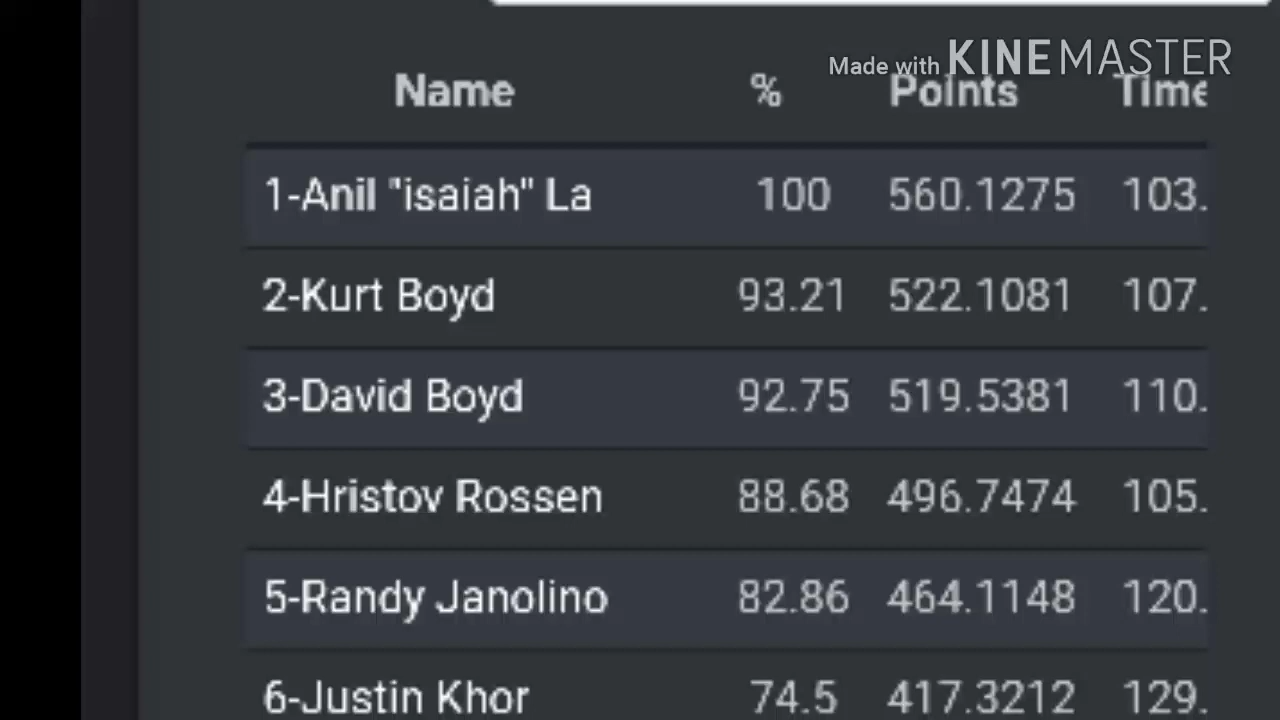 Made with KINEMASTER
Name % Points Time
1-Anil "isaiah" La 100 560.1275 103.
2-Kurt Boyd 93.21 522.1081 107.
3-David Boyd 92.75 519.5381 110.
4-Hristov Rossen 88.68 496.7474 105.
5-Randy Janolino 82.86 464.1148 120.
6-Justin Khor 74.5 417.3212 129.